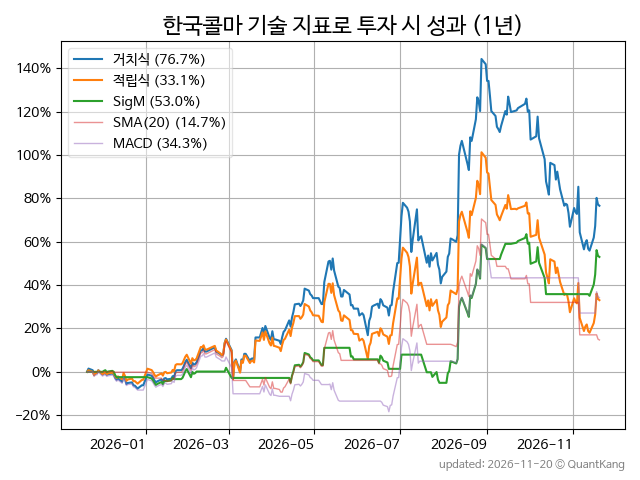 한국콜마 기술 지표로 투자 시 성과 (1년)
거치식 (76.7%)
적립식 (33.1%)
SigM (53.0%)
SMA(20) (14.7%)
MACD (34.3%)
140%
120%
100%
80%
60%
40%
20%
0%
−20%
2026-01 2026-03 2026-05 2026-07 2026-09 2026-11
updated: 2026-11-20 © QuantKang